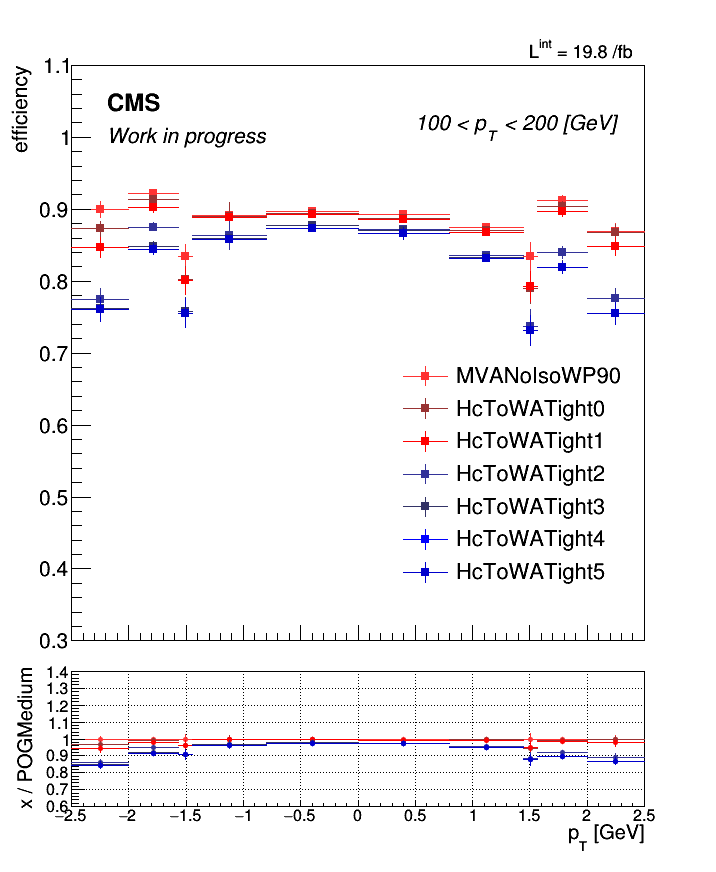 L^int = 19.8 /fb
efficiency
1.1
CMS
Work in progress
100 < p_T < 200 [GeV]
1
0.9
0.8
0.7
0.6
0.5
0.4
0.3
MVANoIsoWP90
HcToWATight0
HcToWATight1
HcToWATight2
HcToWATight3
HcToWATight4
HcToWATight5
x / POGMedium
1.4
1.3
1.2
1.1
1
0.9
0.8
0.7
0.6
−2.5 −2 −1.5 −1 −0.5 0 0.5 1 1.5 2 2.5
p_T [GeV]